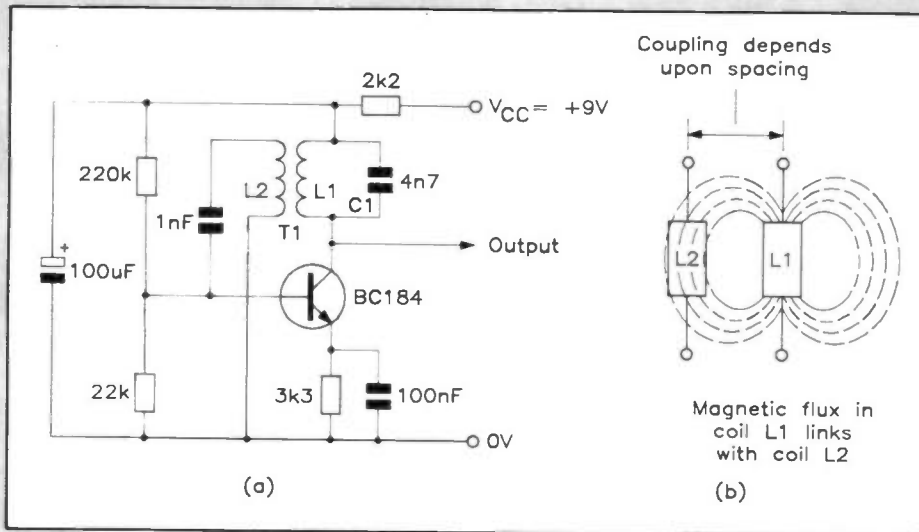 Coupling depends
upon spacing
2k2
VCC = +9V
220k
L2
L1
4n7
C1
1nF
T1
Output
100uF
+
BC184
22k
3k3
100nF
0V
(a)
L2
L1
Magnetic flux in
coil L1 links
with coil L2
(b)